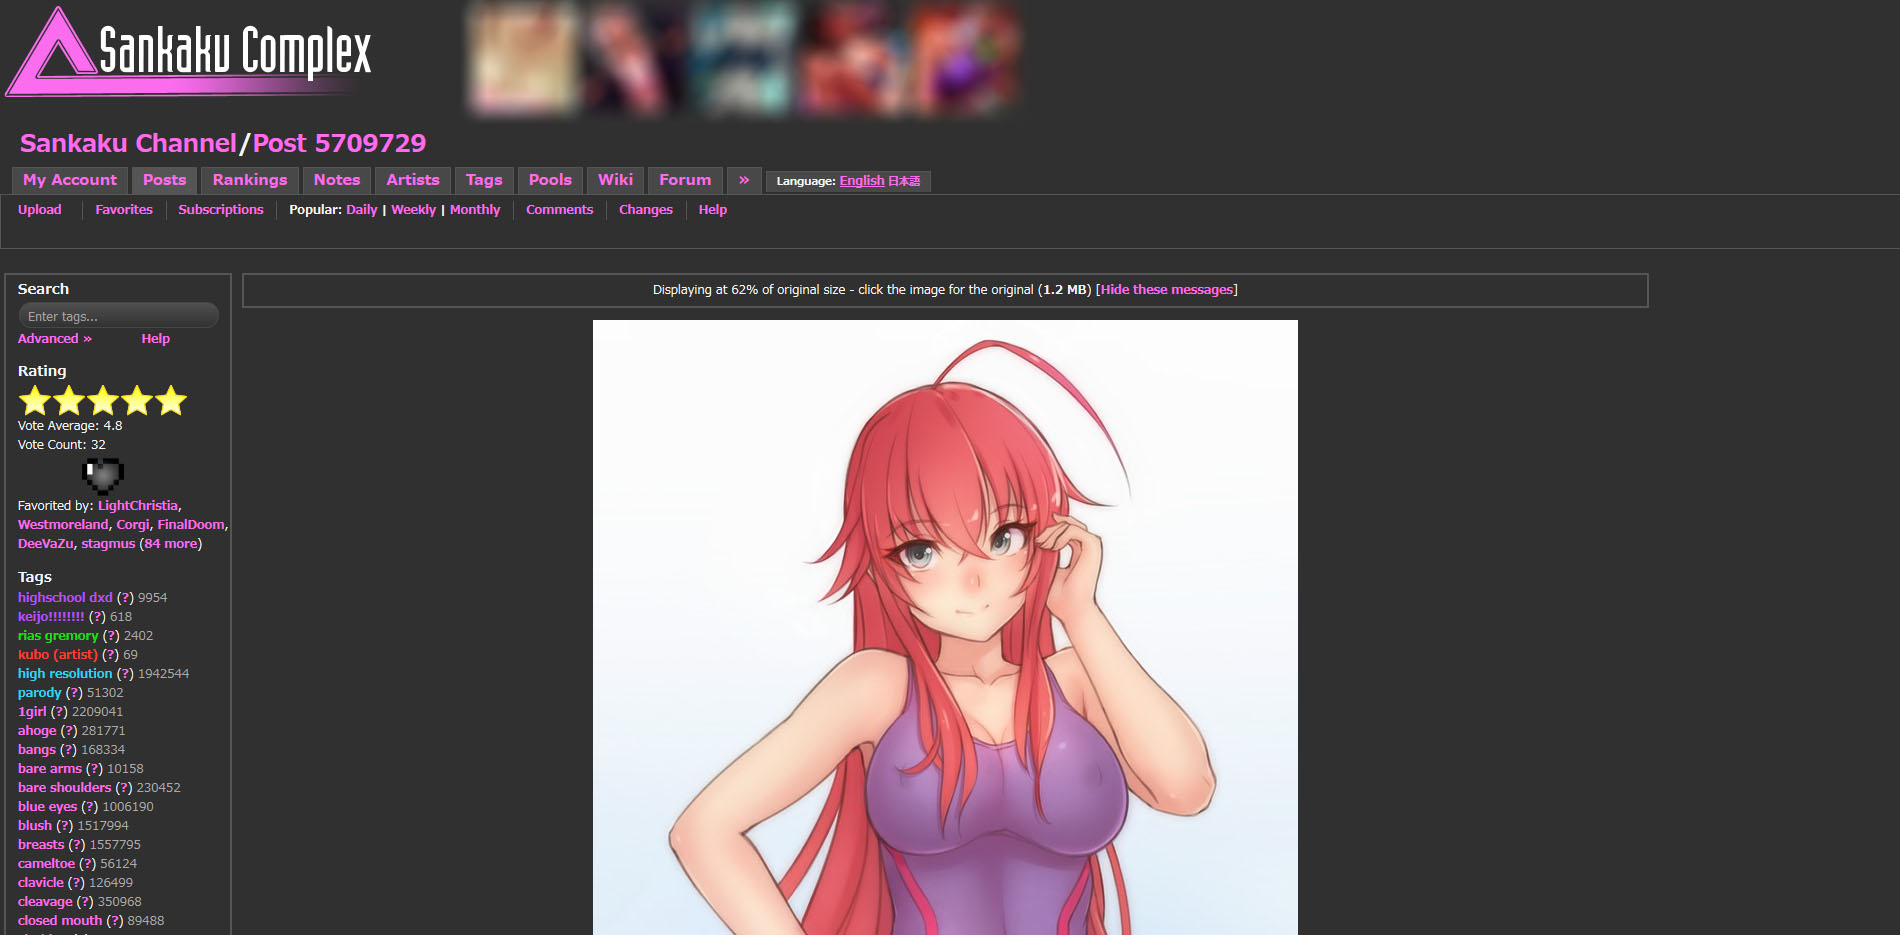 Sankaku Complex
Sankaku Channel/Post 5709729
My Account Posts Rankings Notes Artists Tags Pools Wiki Forum » Language: English 日本語
Upload Favorites Subscriptions Popular: Daily | Weekly | Monthly Comments Changes Help
Search
Enter tags...
Advanced » Help
Rating
Vote Average: 4.8
Vote Count: 32
Favorited by: LightChristia,
Westmoreland, Corgi, FinalDoom,
DeeVaZu, stagmus (84 more)
Tags
highschool dxd (?) 9954
keijo!!!!!!!! (?) 618
rias gremory (?) 2402
kubo (artist) (?) 69
high resolution (?) 1942544
parody (?) 51302
1girl (?) 2209041
ahoge (?) 281771
bangs (?) 168334
bare arms (?) 10158
bare shoulders (?) 230452
blue eyes (?) 1006190
blush (?) 1517994
breasts (?) 1557795
cameltoe (?) 56124
clavicle (?) 126499
cleavage (?) 350968
closed mouth (?) 89488
Displaying at 62% of original size - click the image for the original (1.2 MB) [Hide these messages]